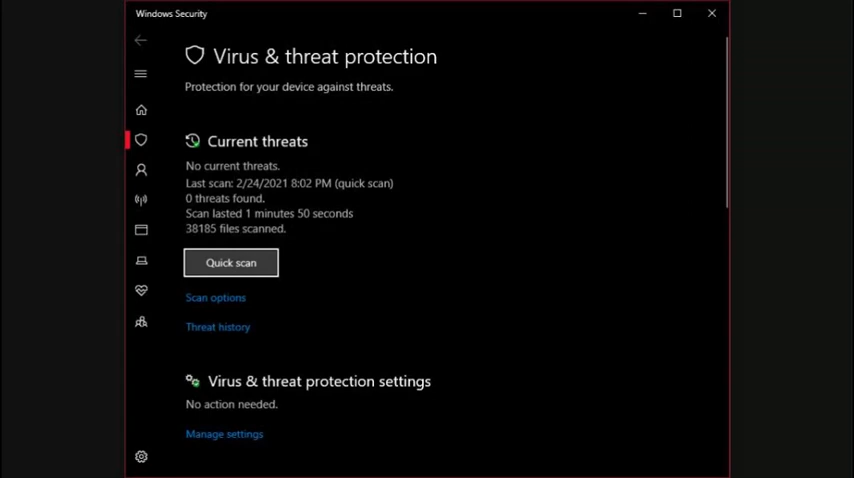 Windows Security
Virus & threat protection
Protection for your device against threats.
Current threats
No current threats.
Last scan: 2/24/2021 8:02 PM (quick scan)
0 threats found.
Scan lasted 1 minutes 50 seconds
38185 files scanned.
Quick scan
Scan options
Threat history
Virus & threat protection settings
No action needed.
Manage settings